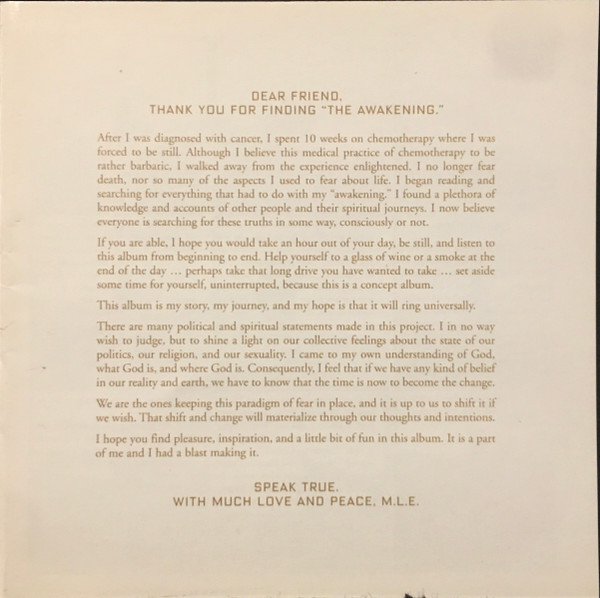 DEAR FRIEND,
THANK YOU FOR FINDING "THE AWAKENING."
After I was diagnosed with cancer, I spent 10 weeks on chemotherapy where I was
forced to be still. Although I believe this medical practice of chemotherapy to be
rather barbaric, I walked away from the experience enlightened. I no longer fear
death, nor so many of the aspects I used to fear about life. I began reading and
searching for everything that had to do with my "awakening." I found a plethora of
knowledge and accounts of other people and their spiritual journeys. I now believe
everyone is searching for these truths in some way, consciously or not.
If you are able, I hope you would take an hour out of your day, be still, and listen to
this album from beginning to end. Help yourself to a glass of wine or a smoke at the
end of the day ... perhaps take that long drive you have wanted to take ... set aside
some time for yourself, uninterrupted, because this is a concept album.
This album is my story, my journey, and my hope is that it will ring universally.
There are many political and spiritual statements made in this project. I in no way
wish to judge, but to shine a light on our collective feelings about the state of our
politics, our religion, and our sexuality. I came to my own understanding of God,
what God is, and where God is. Consequently, I feel that if we have any kind of belief
in our reality and earth, we have to know that the time is now to become the change.
We are the ones keeping this paradigm of fear in place, and it is up to us to shift it if
we wish. That shift and change will materialize through our thoughts and intentions.
I hope you find pleasure, inspiration, and a little bit of fun in this album. It is a part
of me and I had a blast making it.
SPEAK TRUE.
WITH MUCH LOVE AND PEACE, M.L.E.